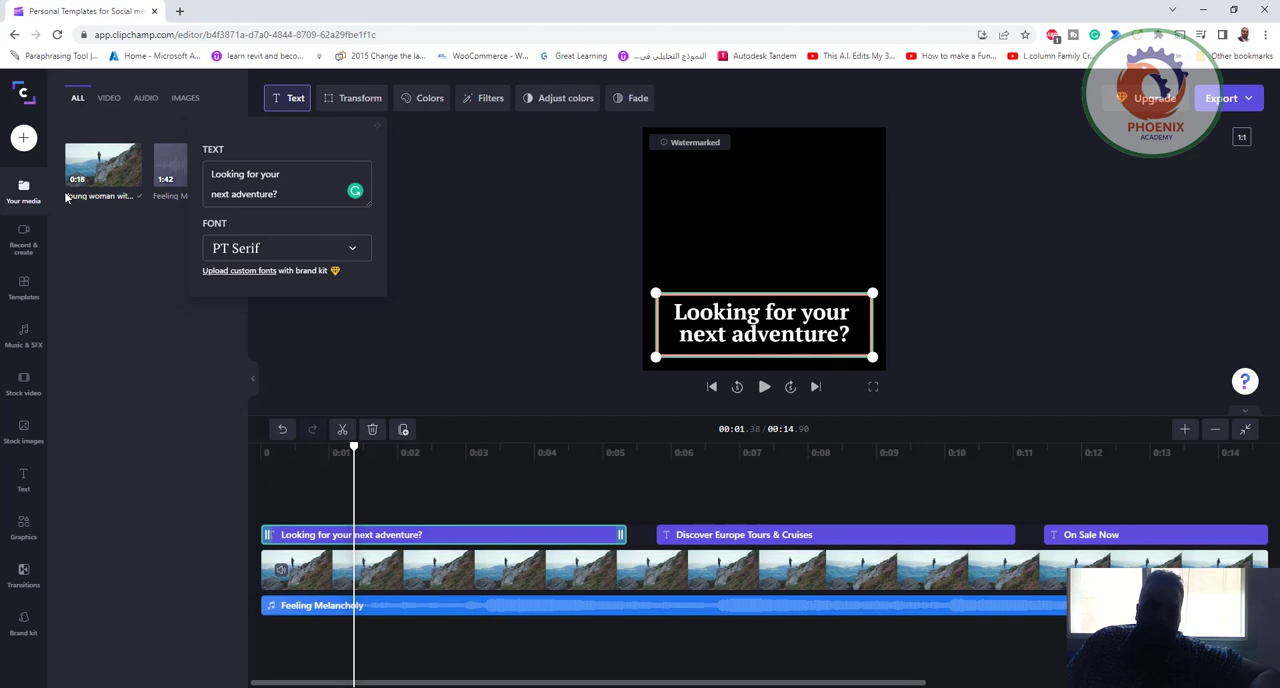 Personal Templates for Social me
app.clipchamp.com/editor/b4f3871a-d7a0-4844-8709-62a29fbe1f1c
Paraphrasing Tool |...
Home - Microsoft A...
learn revit and beco...
2015 Change the la...
WooCommerce - W...
Great Learning
النموذج التحليلى فى...
Autodesk Tandem
This A.I. Edits My 3...
How to make a Fun...
L column Family Cr...
Other bookmarks
ALL
VIDEO
AUDIO
IMAGES
Text
Transform
Colors
Filters
Adjust colors
Fade
Upgrade
Export
PHOENIX
ACADEMY
1:1
Your media
Record &
create
Templates
Music & SFX
Stock video
Stock images
Text
Graphics
Transitions
Brand kit
0:18
1:42
oung woman wit...
Feeling M
TEXT
Looking for your
next adventure?
FONT
PT Serif
Upload custom fonts with brand kit
Watermarked
Looking for your
next adventure?
00:01.38 / 00:14.90
0 0:01 0:02 0:03 0:04 0:05 0:06 0:07 0:08 0:09 0:10 0:11 0:12 0:13 0:14
Looking for your next adventure?
Discover Europe Tours & Cruises
On Sale Now
Feeling Melancholy